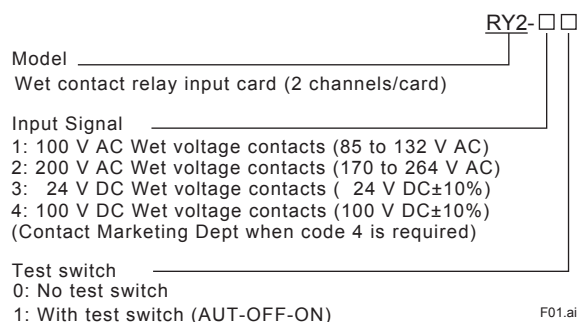 RY2-□□
Model
Wet contact relay input card (2 channels/card)
Input Signal
1: 100 V AC Wet voltage contacts (85 to 132 V AC)
2: 200 V AC Wet voltage contacts (170 to 264 V AC)
3: 24 V DC Wet voltage contacts ( 24 V DC±10%)
4: 100 V DC Wet voltage contacts (100 V DC±10%)
(Contact Marketing Dept when code 4 is required)
Test switch
0: No test switch
1: With test switch (AUT-OFF-ON)
F01.ai